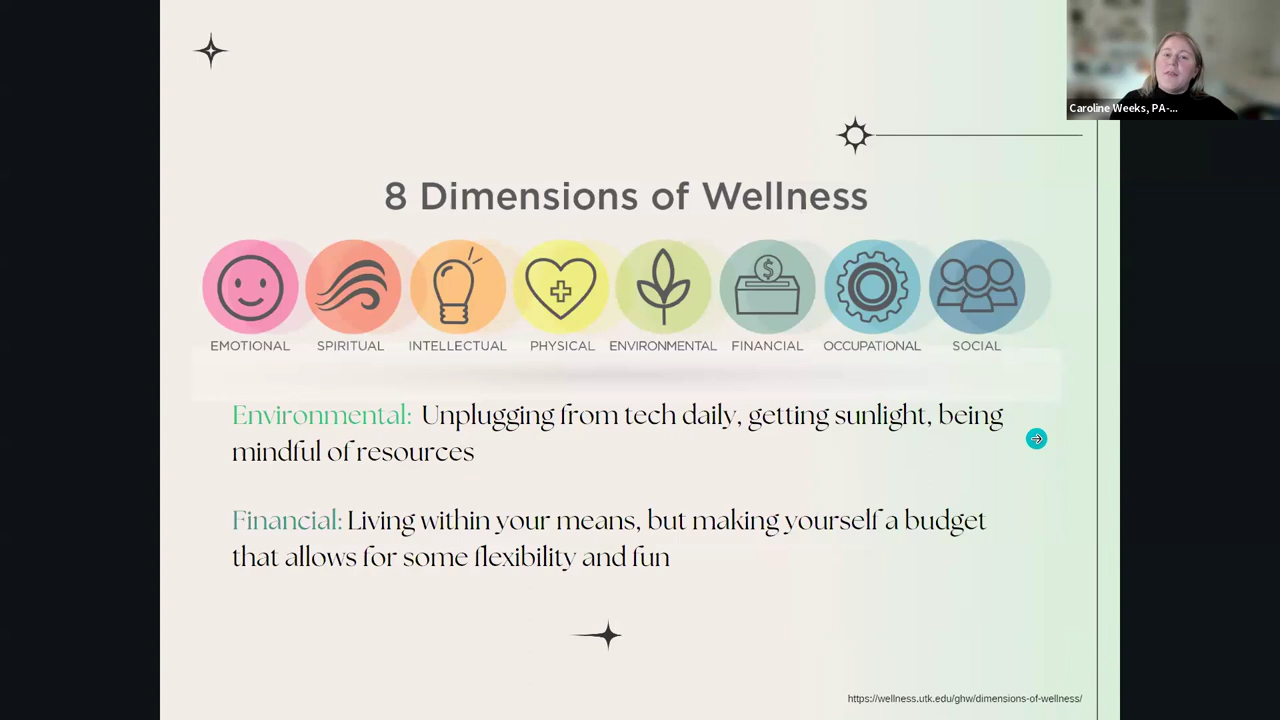 Caroline Weeks, PA-...
8 Dimensions of Wellness
EMOTIONAL SPIRITUAL INTELLECTUAL PHYSICAL ENVIRONMENTAL FINANCIAL OCCUPATIONAL SOCIAL
Environmental: Unplugging from tech daily, getting sunlight, being
mindful of resources
Financial: Living within your means, but making yourself a budget
that allows for some flexibility and fun
https://wellness.utk.edu/ghw/dimensions-of-wellness/